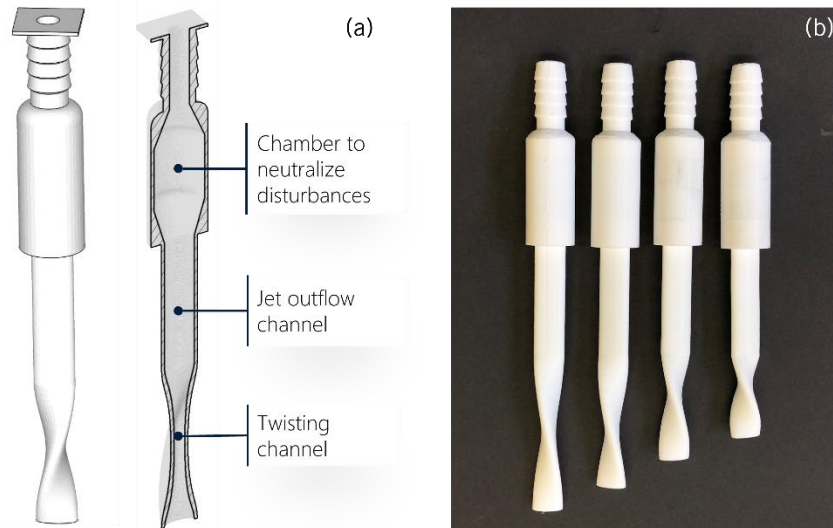 (a)
Chamber to
neutralize
disturbances
Jet outflow
channel
Twisting
channel
(b)